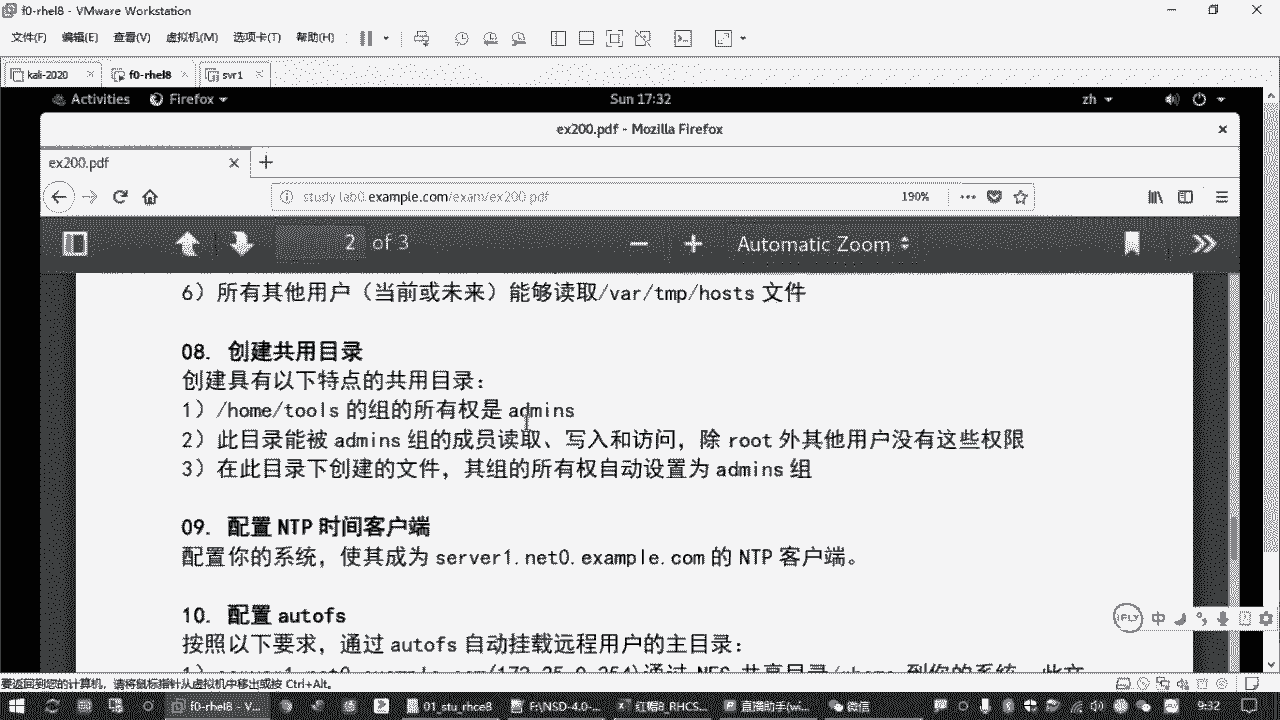 f0-rhel8 - VMware Workstation
文件(F) 编辑(E) 查看(V) 虚拟机(M) 选项卡(T) 帮助(H)
kali-2020 f0-rhel8 svr1
Activities Firefox Sun 17:32 zh
ex200.pdf - Mozilla Firefox
ex200.pdf
study.lab0.example.com/exam/ex200.pdf 190%
2 of 3 Automatic Zoom
6）所有其他用户（当前或未来）能够读取/var/tmp/hosts 文件
08. 创建共用目录
创建具有以下特点的共用目录：
1）/home/tools 的组的所有权是 admins
2）此目录能被 admins 组的成员读取、写入和访问，除 root 外其他用户没有这些权限
3）在此目录下创建的文件，其组的所有权自动设置为 admins 组
09. 配置 NTP 时间客户端
配置你的系统，使其成为 server1.net0.example.com 的 NTP 客户端。
10. 配置 autofs
按照以下要求，通过 autofs 自动挂载远程用户的主目录：
iFLY 中
要返回到您的计算机，请将鼠标指针从虚拟机中移出或按 Ctrl+Alt。
f0-rhel8 - V... 01_stu_rhce8 F:\NSD-4.0-... 红帽8_RHCS... 直播助手(wi... 微信 9:32